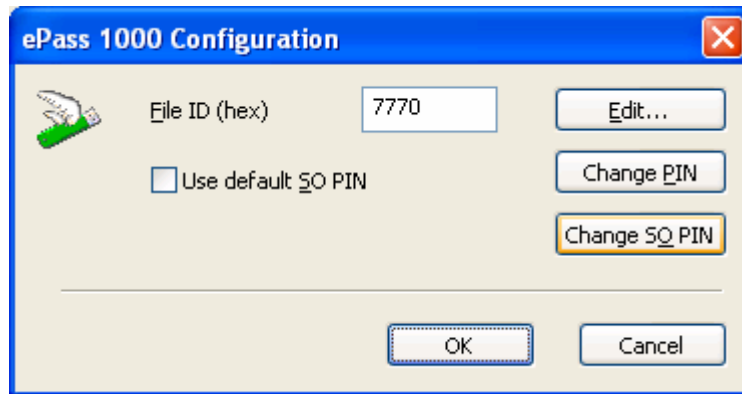 ePass 1000 Configuration
File ID (hex) 7770 Edit...
Use default SO PIN Change PIN
Change SO PIN
OK Cancel